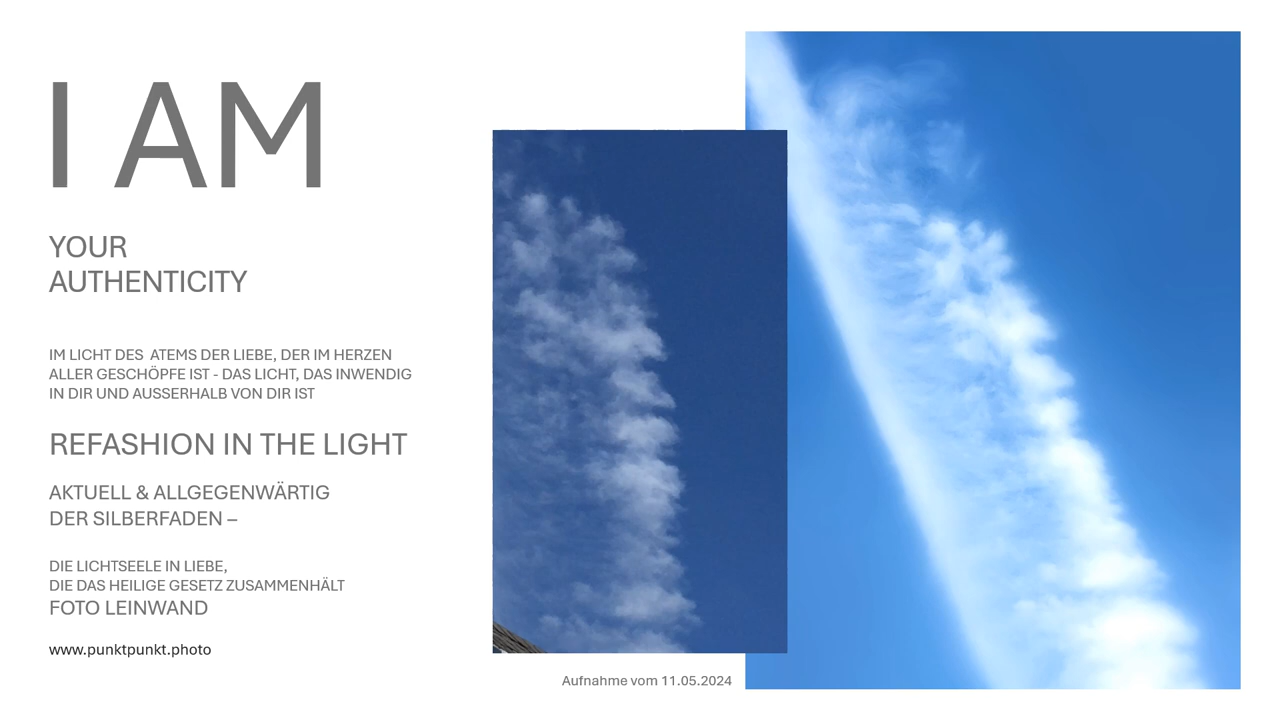 I AM
YOUR
AUTHENTICITY
IM LICHT DES  ATEMS DER LIEBE, DER IM HERZEN
ALLER GESCHÖPFE IST - DAS LICHT, DAS INWENDIG
IN DIR UND AUSSERHALB VON DIR IST
REFASHION IN THE LIGHT
AKTUELL & ALLGEGENWÄRTIG
DER SILBERFADEN –
DIE LICHTSEELE IN LIEBE,
DIE DAS HEILIGE GESETZ ZUSAMMENHÄLT
FOTO LEINWAND
www.punktpunkt.photo
Aufnahme vom 11.05.2024